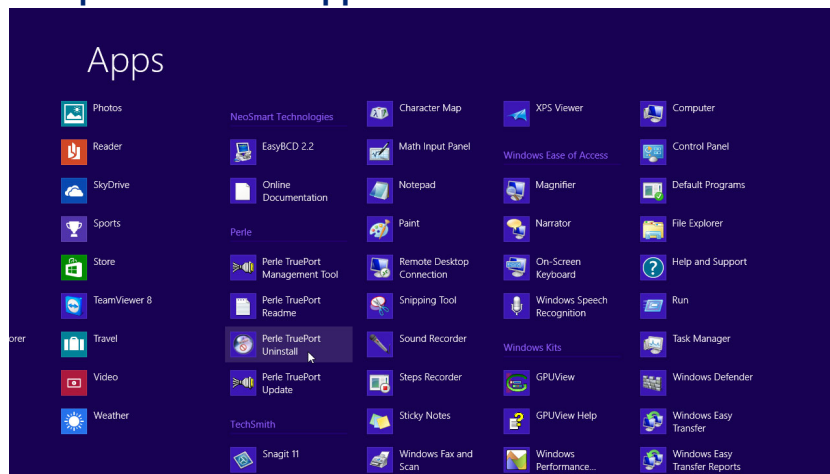 Apps
Photos
Reader
SkyDrive
Sports
Store
TeamViewer 8
orer
Travel
Video
Weather
NeoSmart Technologies
EasyBCD 2.2
Online
Documentation
Perle
Perle TruePort
Management Tool
Perle TruePort
Readme
Perle TruePort
Uninstall
Perle TruePort
Update
TechSmith
Snagit 11
Character Map
Math Input Panel
Notepad
Paint
Remote Desktop
Connection
Snipping Tool
Sound Recorder
Steps Recorder
Sticky Notes
Windows Fax and
Scan
XPS Viewer
Windows Ease of Access
Magnifier
Narrator
On-Screen
Keyboard
Windows Speech
Recognition
Windows Kits
GPUView
GPUView Help
Windows
Performance...
Computer
Control Panel
Default Programs
File Explorer
Help and Support
Run
Task Manager
Windows Defender
Windows Easy
Transfer
Windows Easy
Transfer Reports